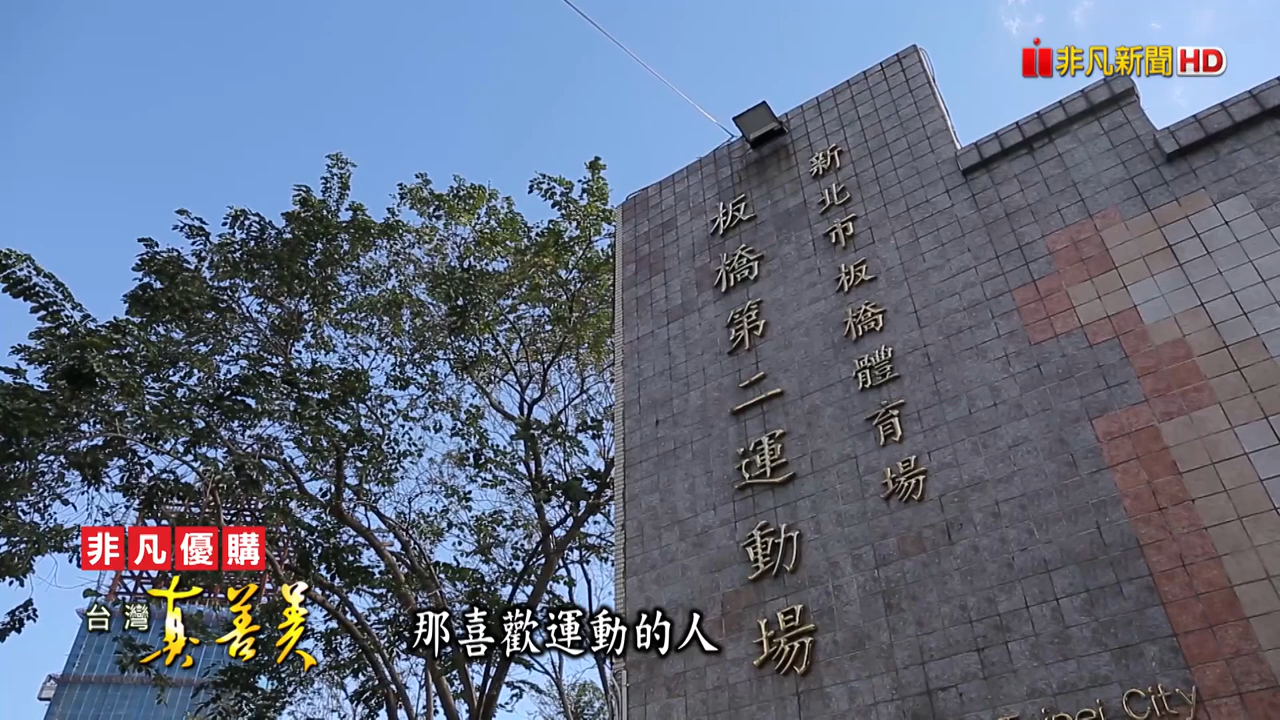 非凡新聞HD
新北市板橋體育場
板橋第二運動場
City
非凡優購
台灣真善美
那喜歡運動的人